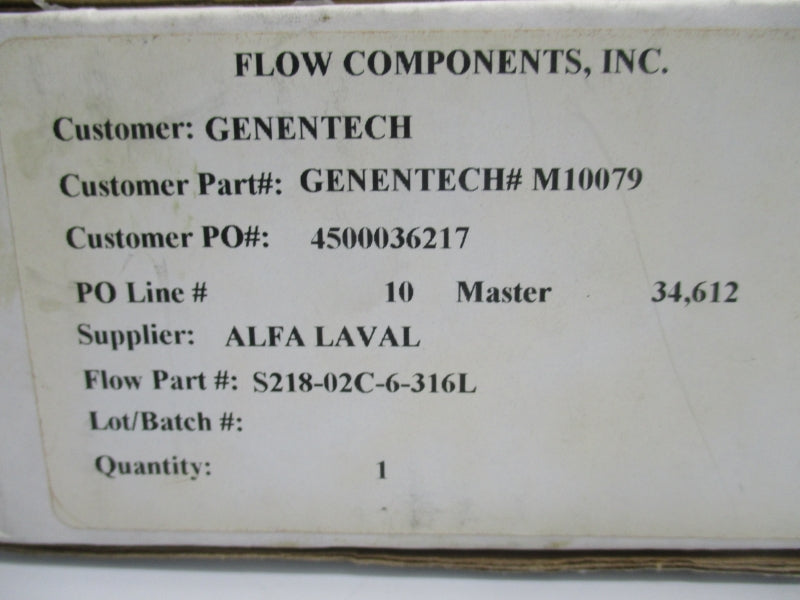 FLOW COMPONENTS, INC.
Customer: GENENTECH
Customer Part#: GENENTECH# M10079
Customer PO#: 4500036217
PO Line # 10 Master 34,612
Supplier: ALFA LAVAL
Flow Part #: S218-02C-6-316L
Lot/Batch #:
Quantity: 1